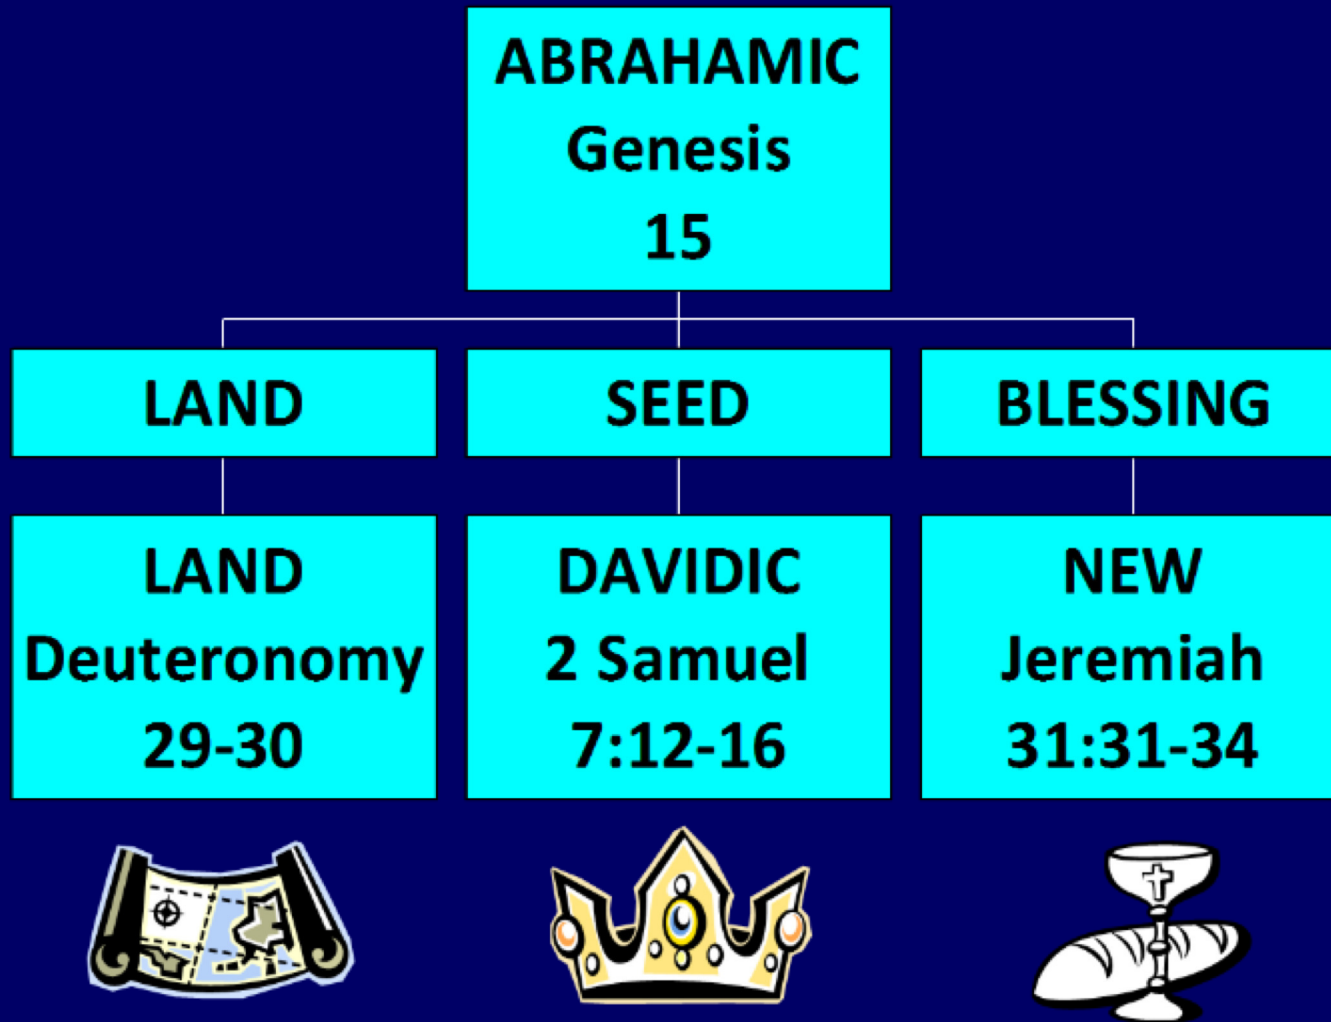 ABRAHAMIC
Genesis
15
LAND
SEED
BLESSING
LAND
Deuteronomy
29-30
DAVIDIC
2 Samuel
7:12-16
NEW
Jeremiah
31:31-34